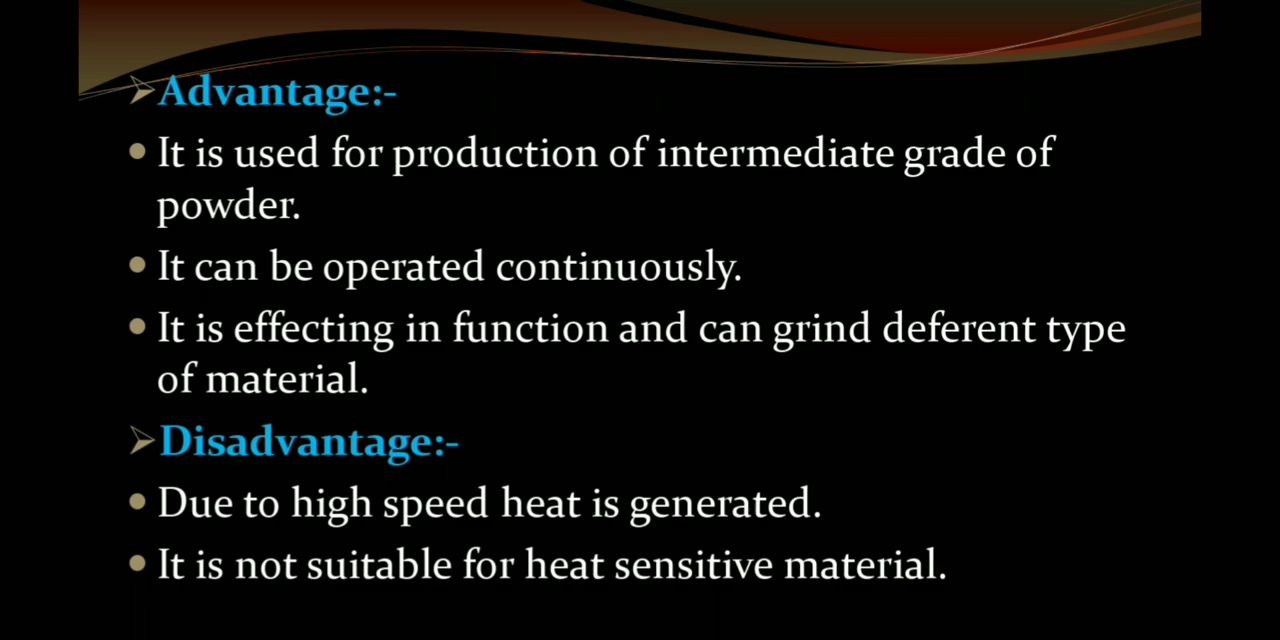 Advantage:-
It is used for production of intermediate grade of
powder.
It can be operated continuously.
It is effecting in function and can grind deferent type
of material.
Disadvantage:-
Due to high speed heat is generated.
It is not suitable for heat sensitive material.